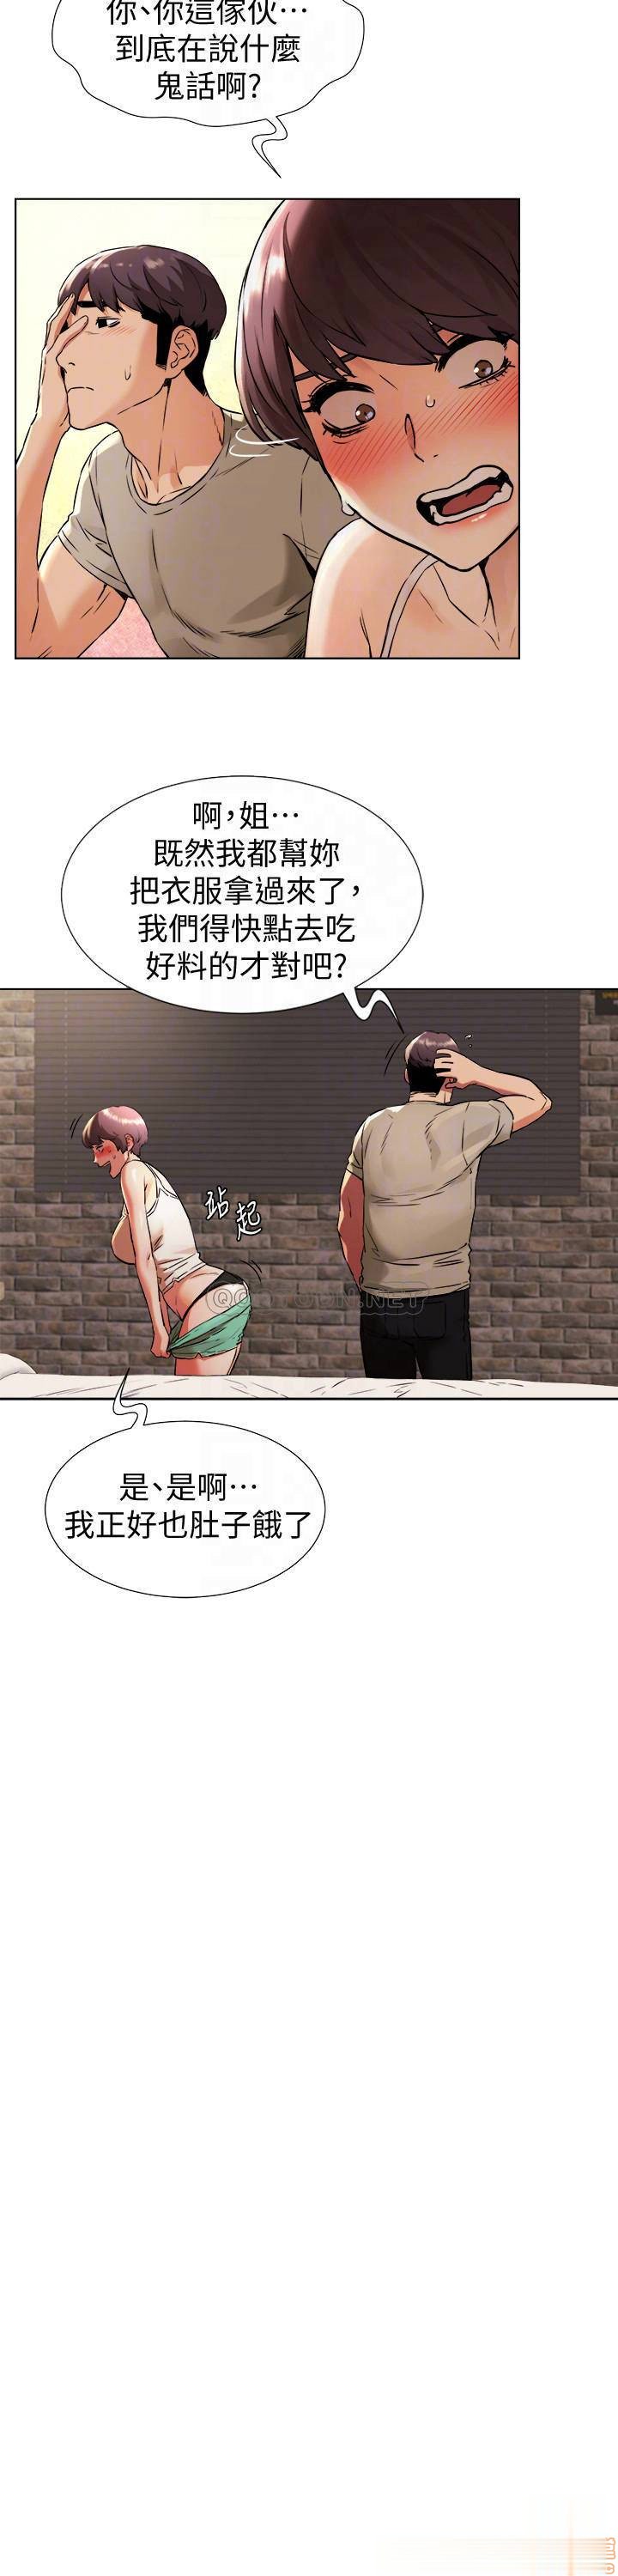 你、你這傢伙⋯
到底在說什麼
鬼話啊?
啊,姐⋯
既然我都幫妳
把衣服拿過來了,
我們得快點去吃
好料的才對吧?
站起
是、是啊⋯
我正好也肚子餓了